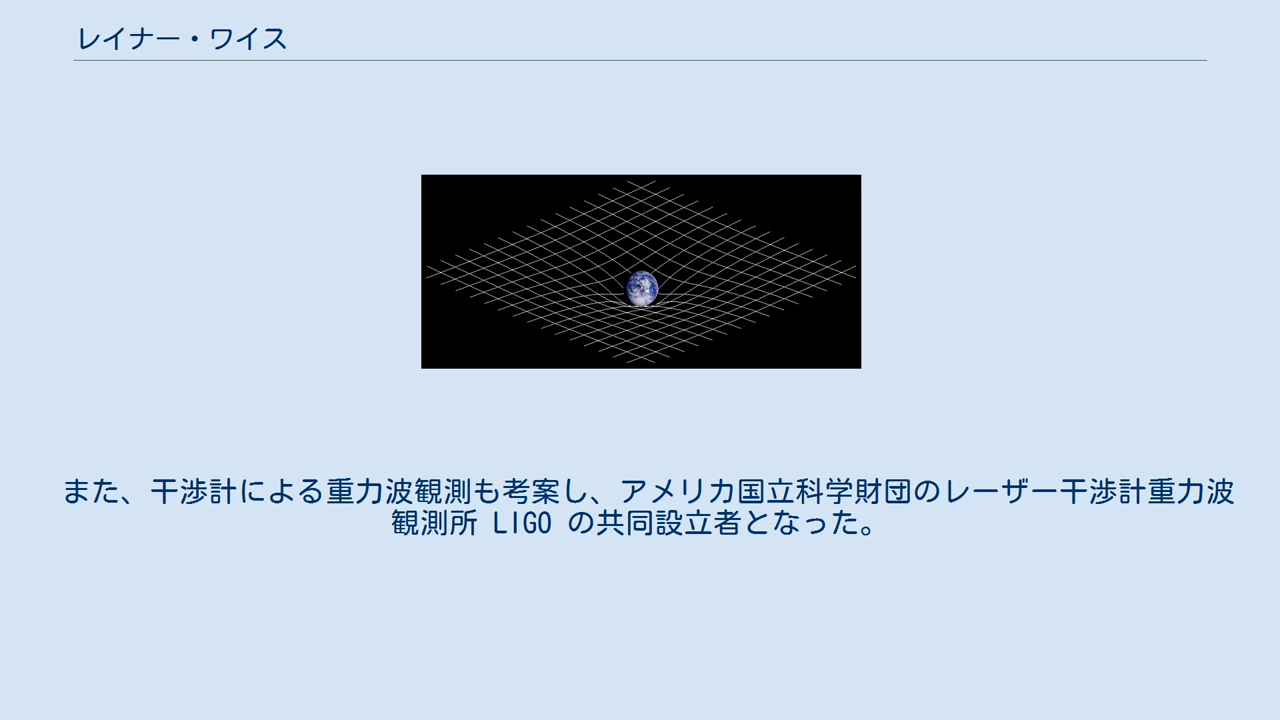 レイナー・ワイス
また、干渉計による重力波観測も考案し、アメリカ国立科学財団のレーザー干渉計重力波
観測所 LIGO の共同設立者となった。